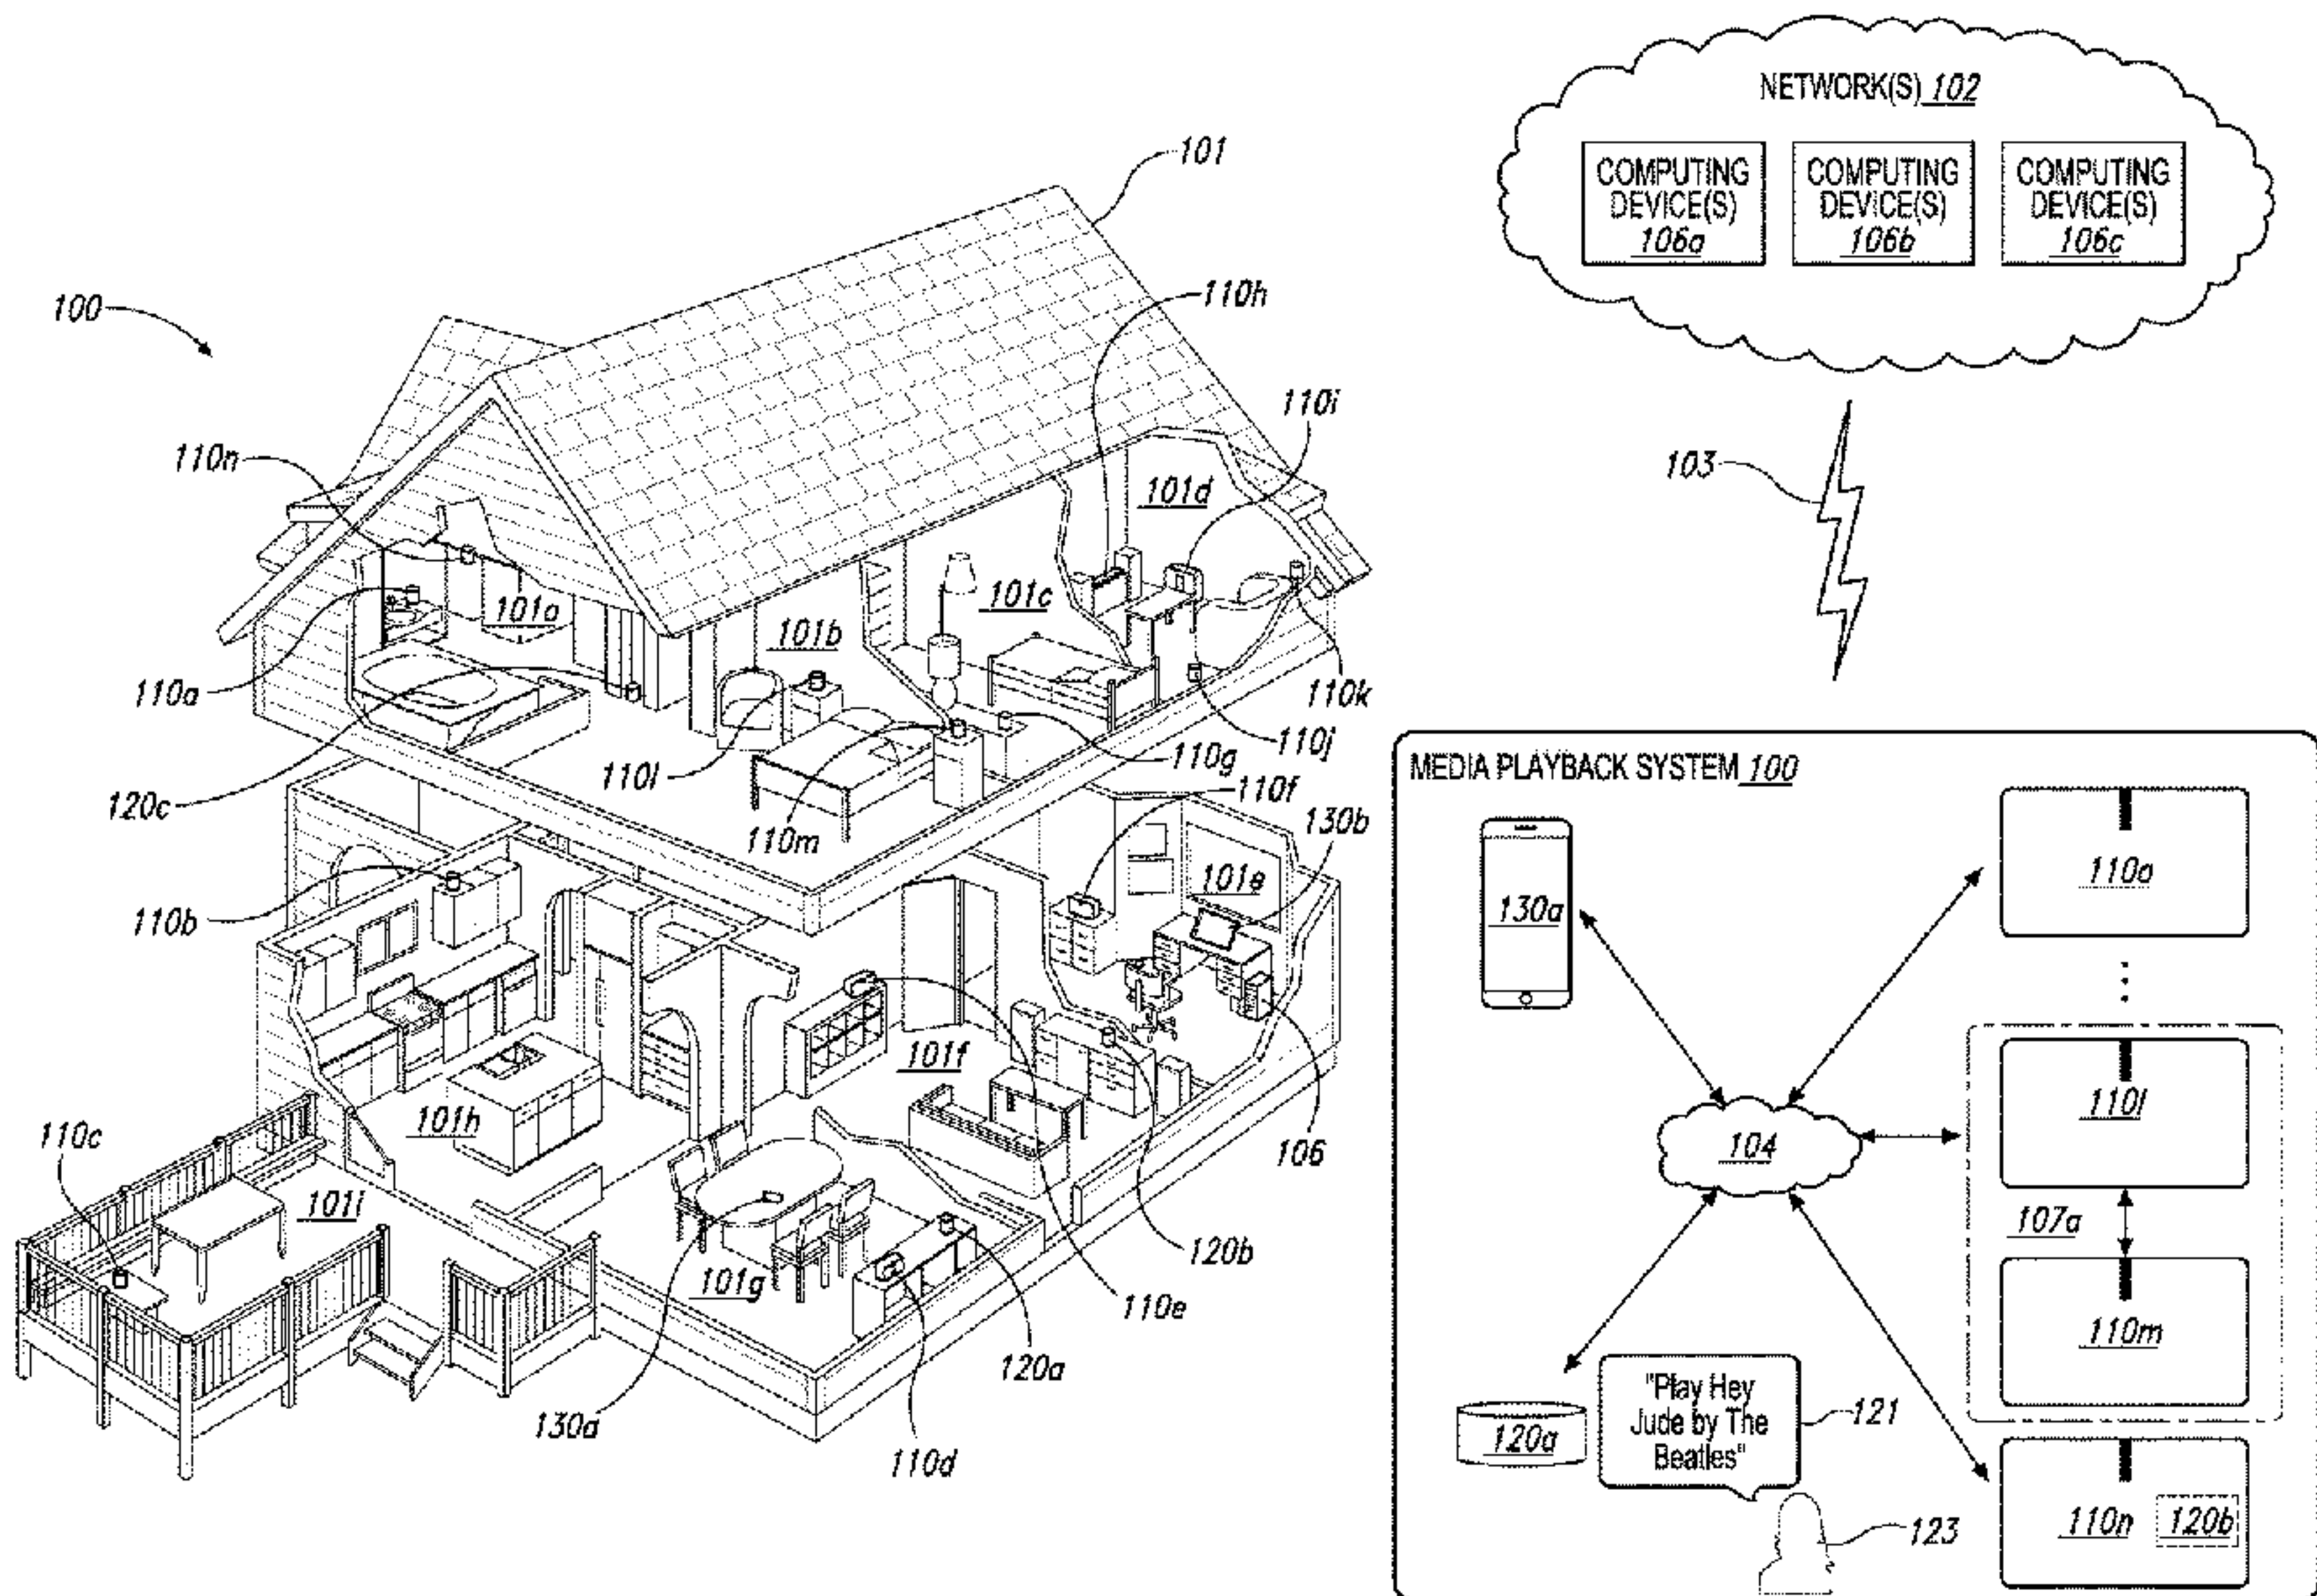 101
100
110h
110i
110n
101d
101c
101a
101b
110a
110k
110j
110g
110l
120c
110f
110m
130b
101e
110b
101f
101h
110c
106
101i
120b
101g
110e
120a
130a
110d
NETWORK(S) 102
COMPUTING
DEVICE(S)
106a
COMPUTING
DEVICE(S)
106b
COMPUTING
DEVICE(S)
106c
103
MEDIA PLAYBACK SYSTEM 100
130a
110a
110l
104
107a
110m
"Play Hey
Jude by The
Beatles"
121
120a
110n
120b
123